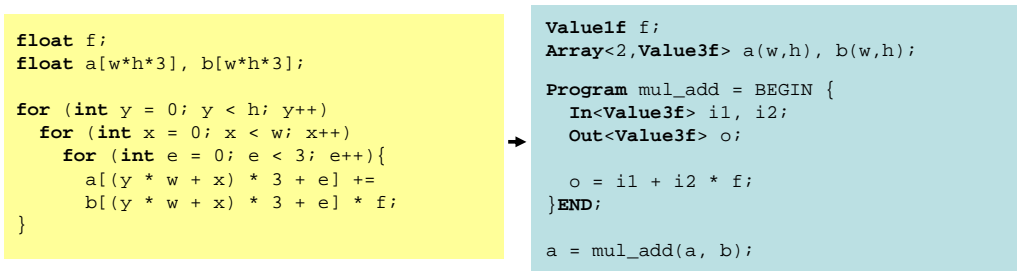 float f;
float a[w*h*3], b[w*h*3];
for (int y = 0; y < h; y++)
  for (int x = 0; x < w; x++)
    for (int e = 0; e < 3; e++){
      a[(y * w + x) * 3 + e] +=
      b[(y * w + x) * 3 + e] * f;
}
Value1f f;
Array<2,Value3f> a(w,h), b(w,h);
Program mul_add = BEGIN {
  In<Value3f> i1, i2;
  Out<Value3f> o;
  o = i1 + i2 * f;
}END;
a = mul_add(a, b);